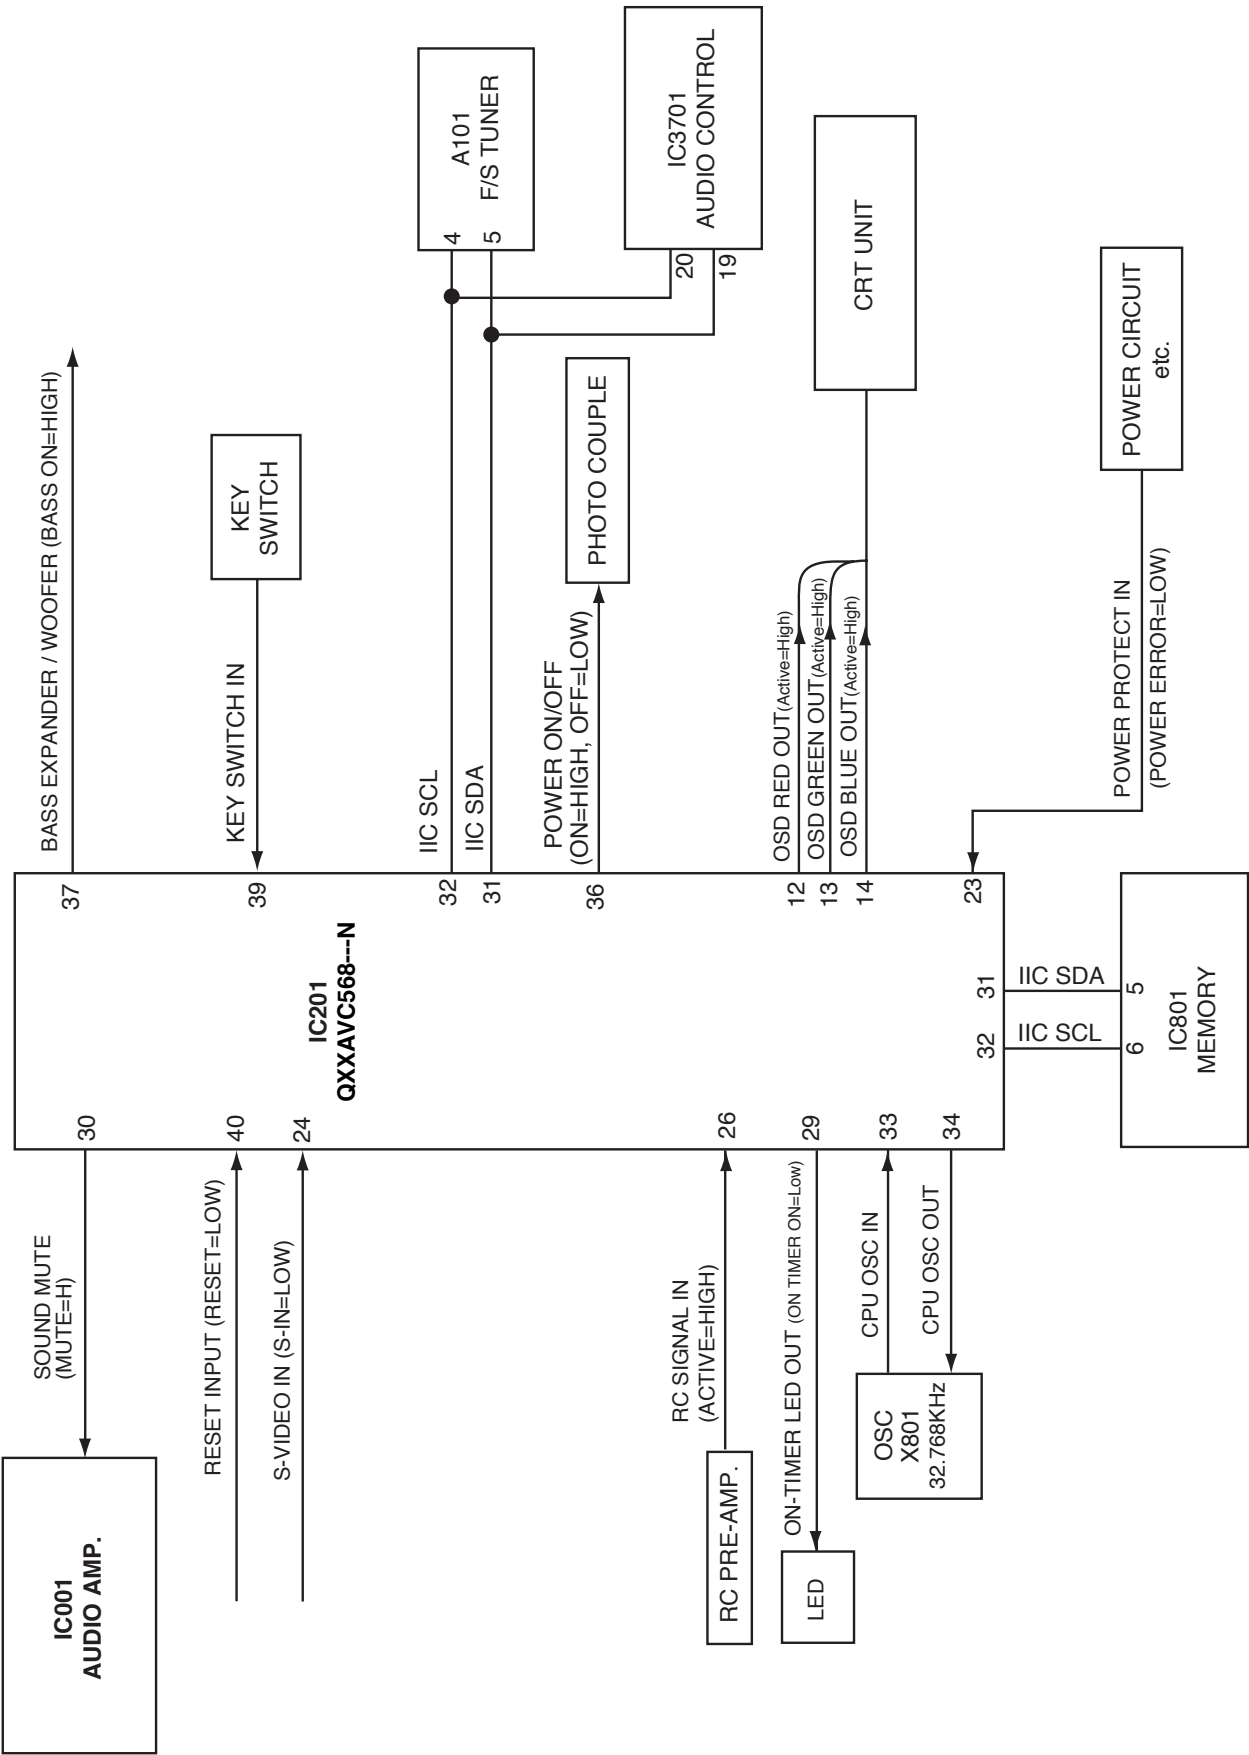 IC001
AUDIO AMP.
SOUND MUTE
(MUTE=H)
30
RESET INPUT (RESET=LOW)
40
S-VIDEO IN (S-IN=LOW)
24
RC PRE-AMP.
RC SIGNAL IN
(ACTIVE=HIGH)
26
LED
ON-TIMER LED OUT (ON TIMER ON=Low)
29
OSC
X801
32.768KHz
CPU OSC IN
33
CPU OSC OUT
34
IC201
QXXAVC568---N
37
BASS EXPANDER / WOOFER (BASS ON=HIGH)
39
KEY SWITCH IN
KEY
SWITCH
32
IIC SCL
31
IIC SDA
4
5
A101
F/S TUNER
20
19
IC3701
AUDIO CONTROL
36
POWER ON/OFF
(ON=HIGH, OFF=LOW)
PHOTO COUPLE
12
OSD RED OUT(Active=High)
13
OSD GREEN OUT(Active=High)
14
OSD BLUE OUT(Active=High)
CRT UNIT
23
POWER PROTECT IN
(POWER ERROR=LOW)
POWER CIRCUIT
etc.
32
31
IIC SCL
IIC SDA
6
5
IC801
MEMORY